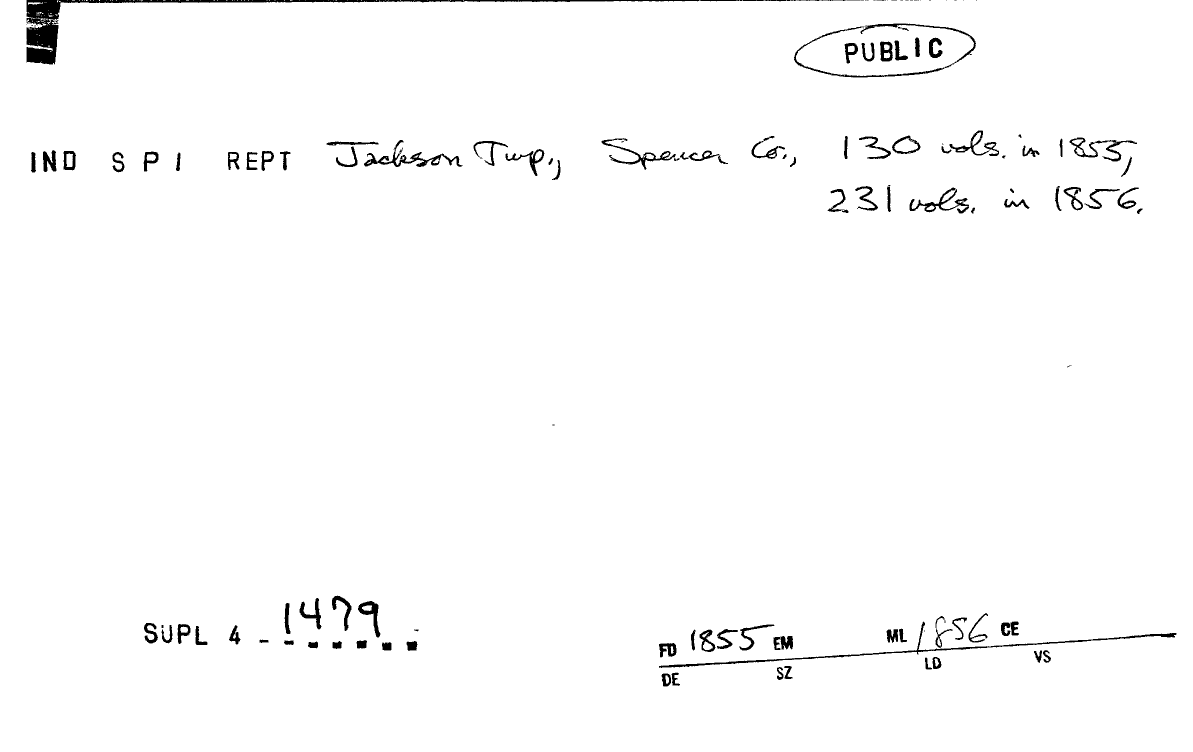 PUBLIC
IND S P I REPT Jackson Twp., Spencer Co., 130 vols. in 1855,
231 vols. in 1856.
SUPL 4 - 1479
FD 1855 EM ML 1856 CE
DE SZ LD VS